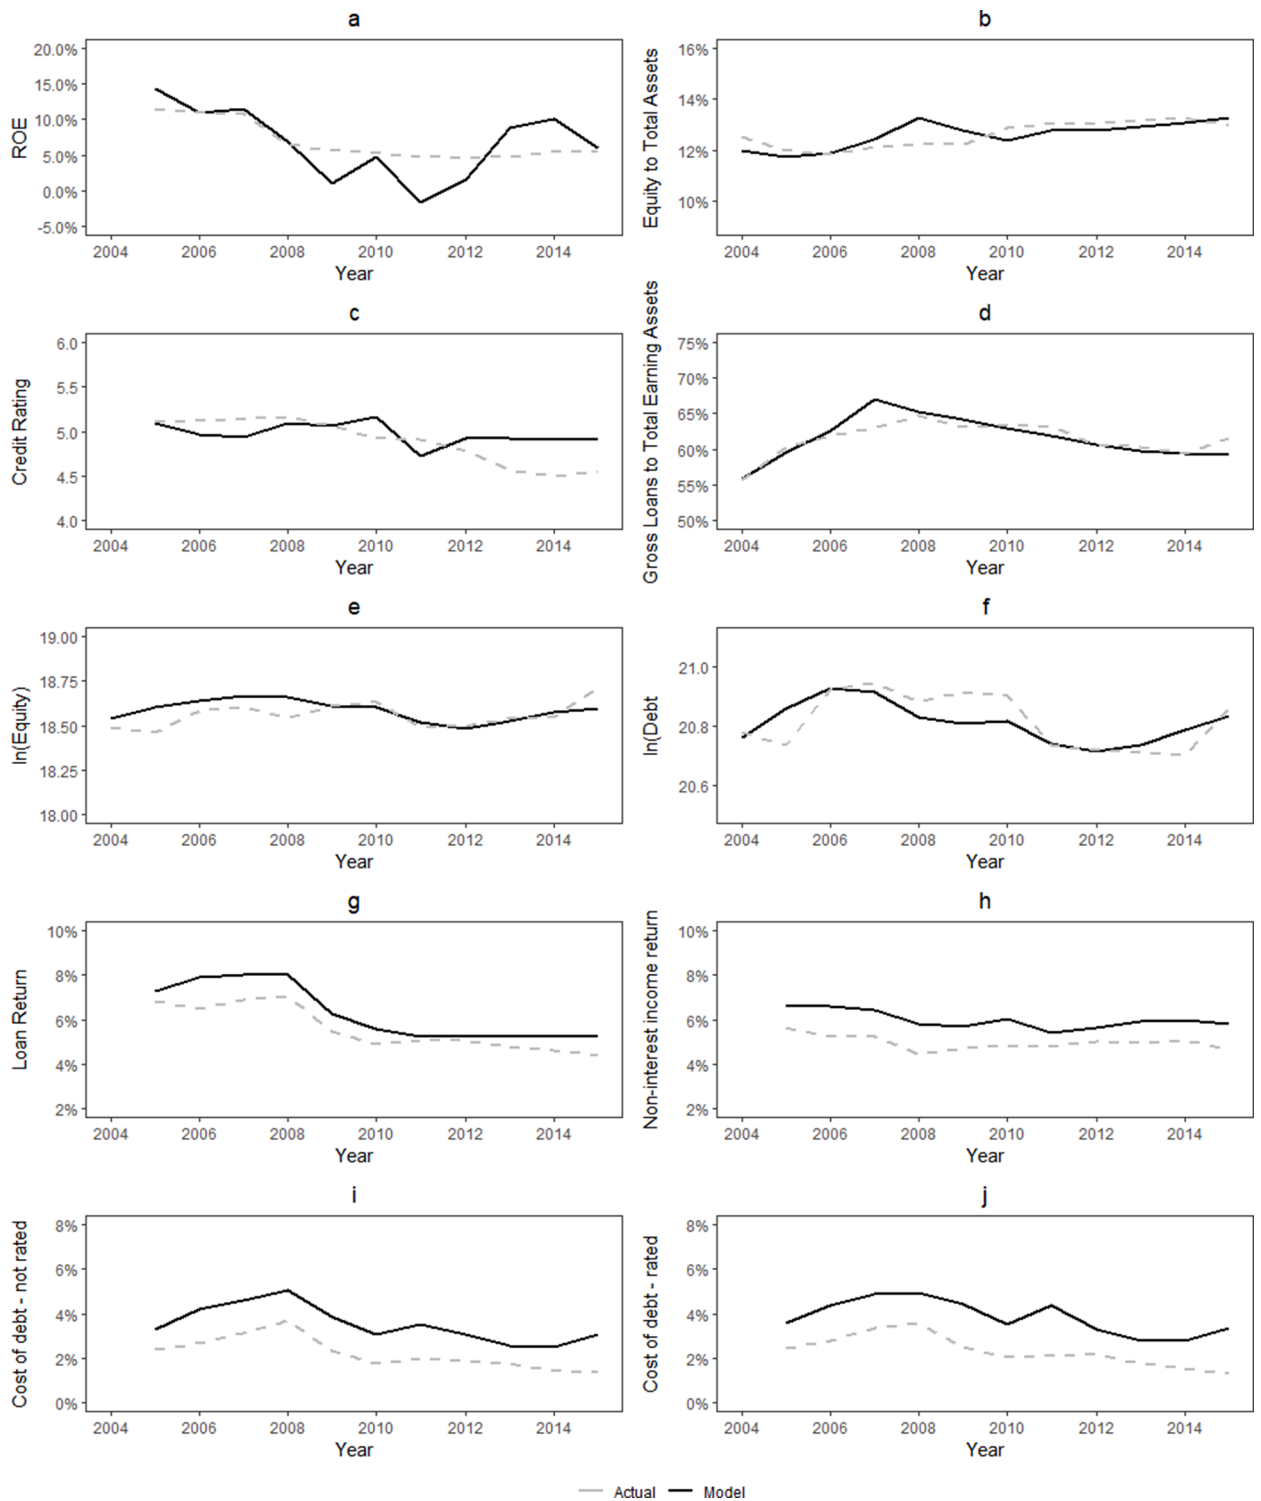 a
20.0%
15.0%
10.0%
5.0%
0.0%
-5.0%
ROE
2004 2006 2008 2010 2012 2014
Year
b
16%
14%
12%
10%
Equity to Total Assets
2004 2006 2008 2010 2012 2014
Year
c
6.0
5.5
5.0
4.5
4.0
Credit Rating
2004 2006 2008 2010 2012 2014
Year
d
75%
70%
65%
60%
55%
50%
Gross Loans to Total Earning Assets
2004 2006 2008 2010 2012 2014
Year
e
19.00
18.75
18.50
18.25
18.00
ln(Equity)
2004 2006 2008 2010 2012 2014
Year
f
21.0
20.8
20.6
ln(Debt
2004 2006 2008 2010 2012 2014
Year
g
10%
8%
6%
4%
2%
Loan Return
2004 2006 2008 2010 2012 2014
Year
h
10%
8%
6%
4%
2%
Non-interest income return
2004 2006 2008 2010 2012 2014
Year
i
8%
6%
4%
2%
0%
Cost of debt - not rated
2004 2006 2008 2010 2012 2014
Year
j
8%
6%
4%
2%
0%
Cost of debt - rated
2004 2006 2008 2010 2012 2014
Year
Actual Model